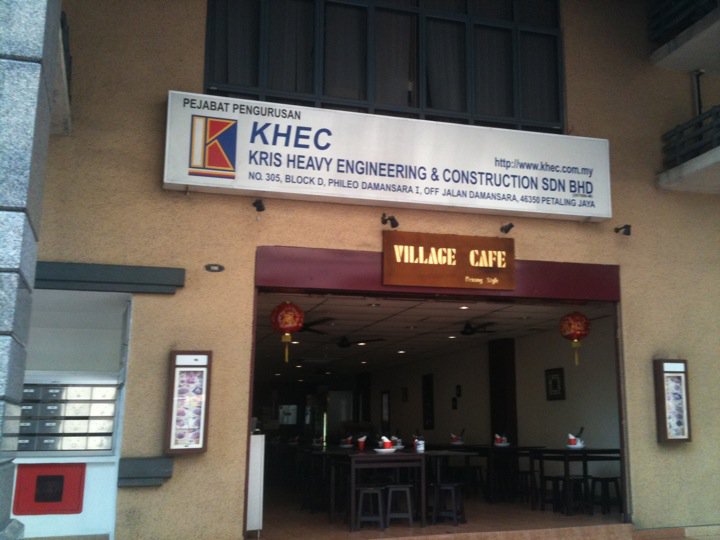 PEJABAT PENGURUSAN
KHEC
http://www.khec.com.my
KRIS HEAVY ENGINEERING & CONSTRUCTION SDN BHD
NO. 305, BLOCK D, PHILEO DAMANSARA I, OFF JALAN DAMANSARA, 46350 PETALING JAYA
VILLAGE CAFE